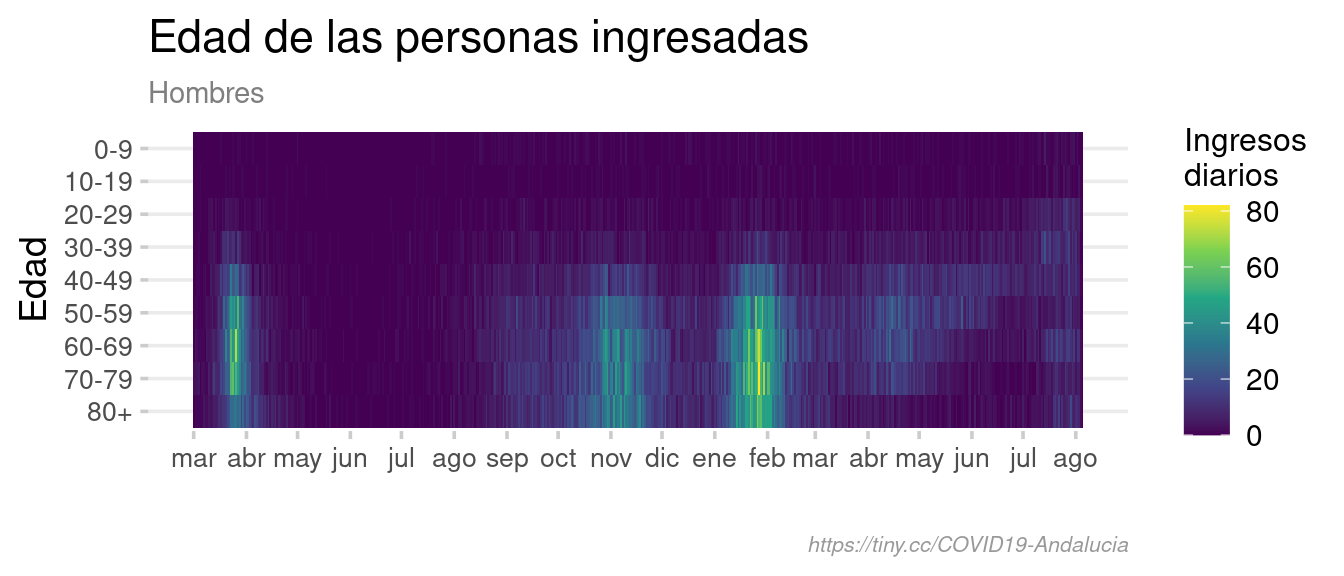 Edad de las personas ingresadas
Hombres
Edad
0-9
10-19
20-29
30-39
40-49
50-59
60-69
70-79
80+
mar abr may jun jul ago sep oct nov dic ene feb mar abr may jun jul ago
Ingresos
diarios
80
60
40
20
0
https://tiny.cc/COVID19-Andalucia